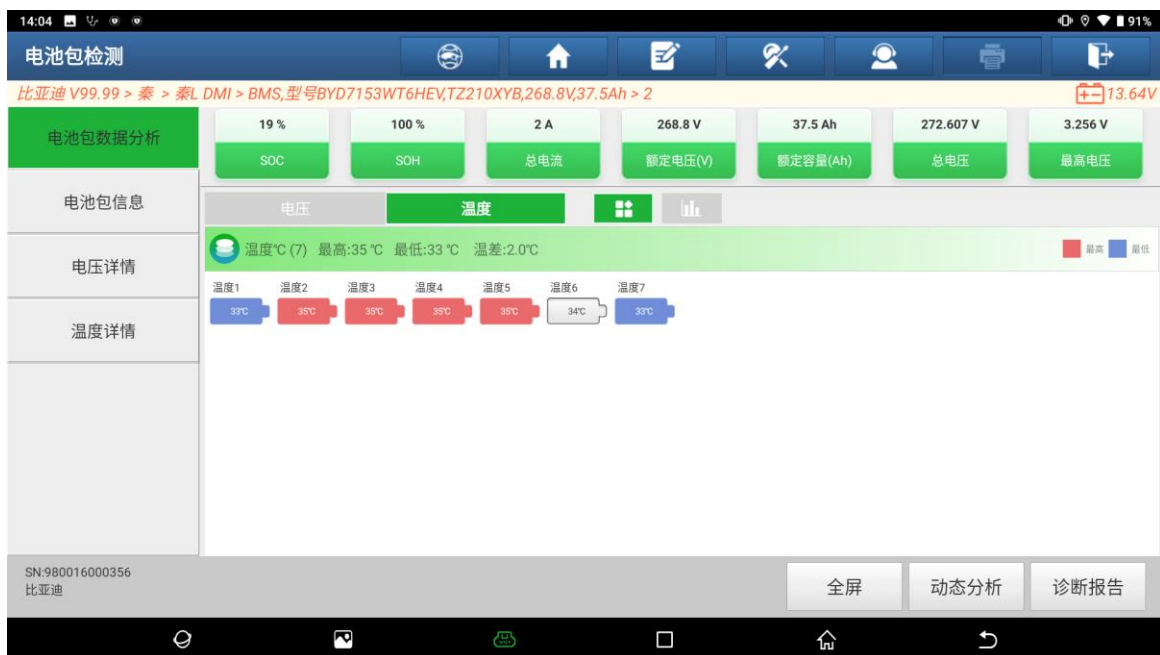 14:04 91%
电池包检测
比亚迪 V99.99 > 秦 > 秦L DMI > BMS,型号BYD7153WT6HEV,TZ210XYB,268.8V,37.5Ah > 2 13.64V
电池包数据分析
电池包信息
电压详情
温度详情
19 % 100 % 2 A 268.8 V 37.5 Ah 272.607 V 3.256 V
SOC SOH 总电流 额定电压(V) 额定容量(Ah) 总电压 最高电压
电压 温度
温度℃ (7) 最高:35 ℃ 最低:33 ℃ 温差:2.0℃ 最高 最低
温度1 温度2 温度3 温度4 温度5 温度6 温度7
33℃ 35℃ 35℃ 35℃ 35℃ 34℃ 33℃
SN:980016000356
比亚迪
全屏 动态分析 诊断报告